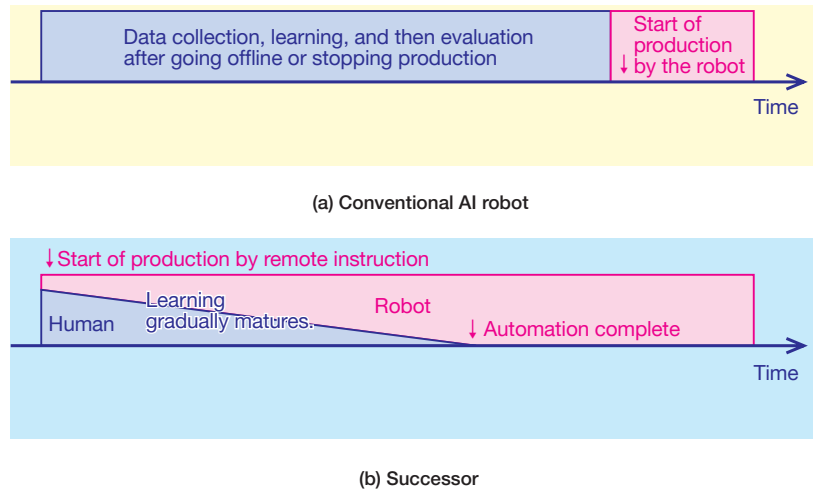 Data collection, learning, and then evaluation
after going offline or stopping production
Start of
production
↓ by the robot
Time
(a) Conventional AI robot
↓ Start of production by remote instruction
Learning
gradually matures.
Human
Robot
↓ Automation complete
Time
(b) Successor